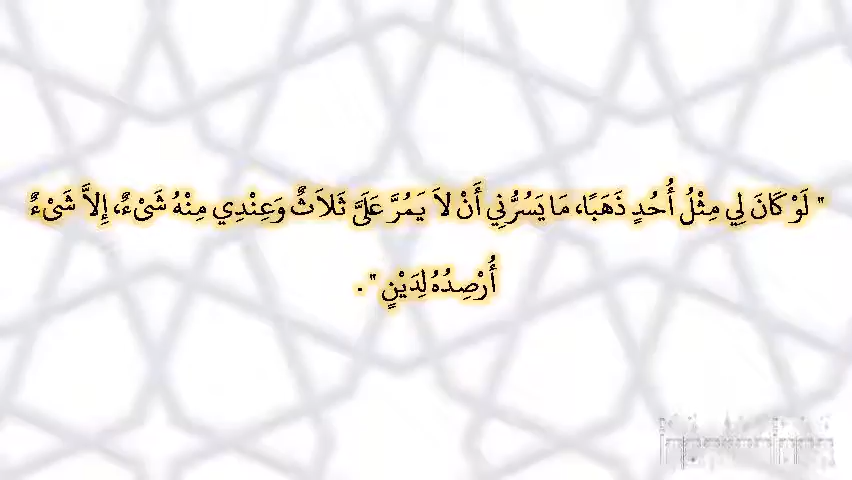 " لَوْ كَانَ لِي مِثْلُ أُحُدٍ ذَهَبًا، مَا يَسُرُّنِي أَنْ لاَ يَمُرَّ عَلَىَّ ثَلاَثٌ وَعِنْدِي مِنْهُ شَىْءٌ، إِلاَّ شَىْءٌ
أُرْصِدُهُ لِدَيْنٍ ".